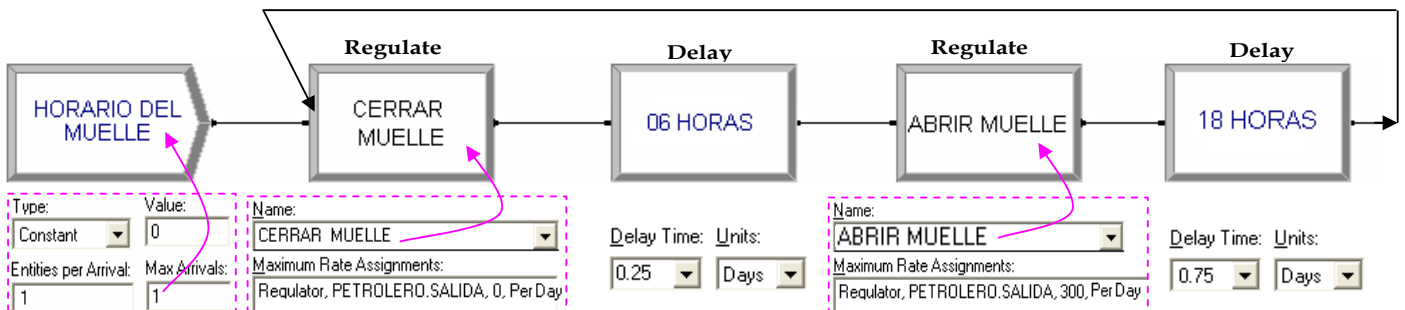 Regulate
Delay
Regulate
Delay
HORARIO DEL
MUELLE
CERRAR
MUELLE
06 HORAS
ABRIR MUELLE
18 HORAS
Type:
Value:
Constant
0
Entities per Arrival:
Max Arrivals:
1
1
Name:
CERRAR MUELLE
Maximum Rate Assignments:
Regulator, PETROLERO.SALIDA, 0, Per Day
Delay Time:
Units:
0.25
Days
Name:
ABRIR MUELLE
Maximum Rate Assignments:
Regulator, PETROLERO.SALIDA, 300, Per Day
Delay Time:
Units:
0.75
Days